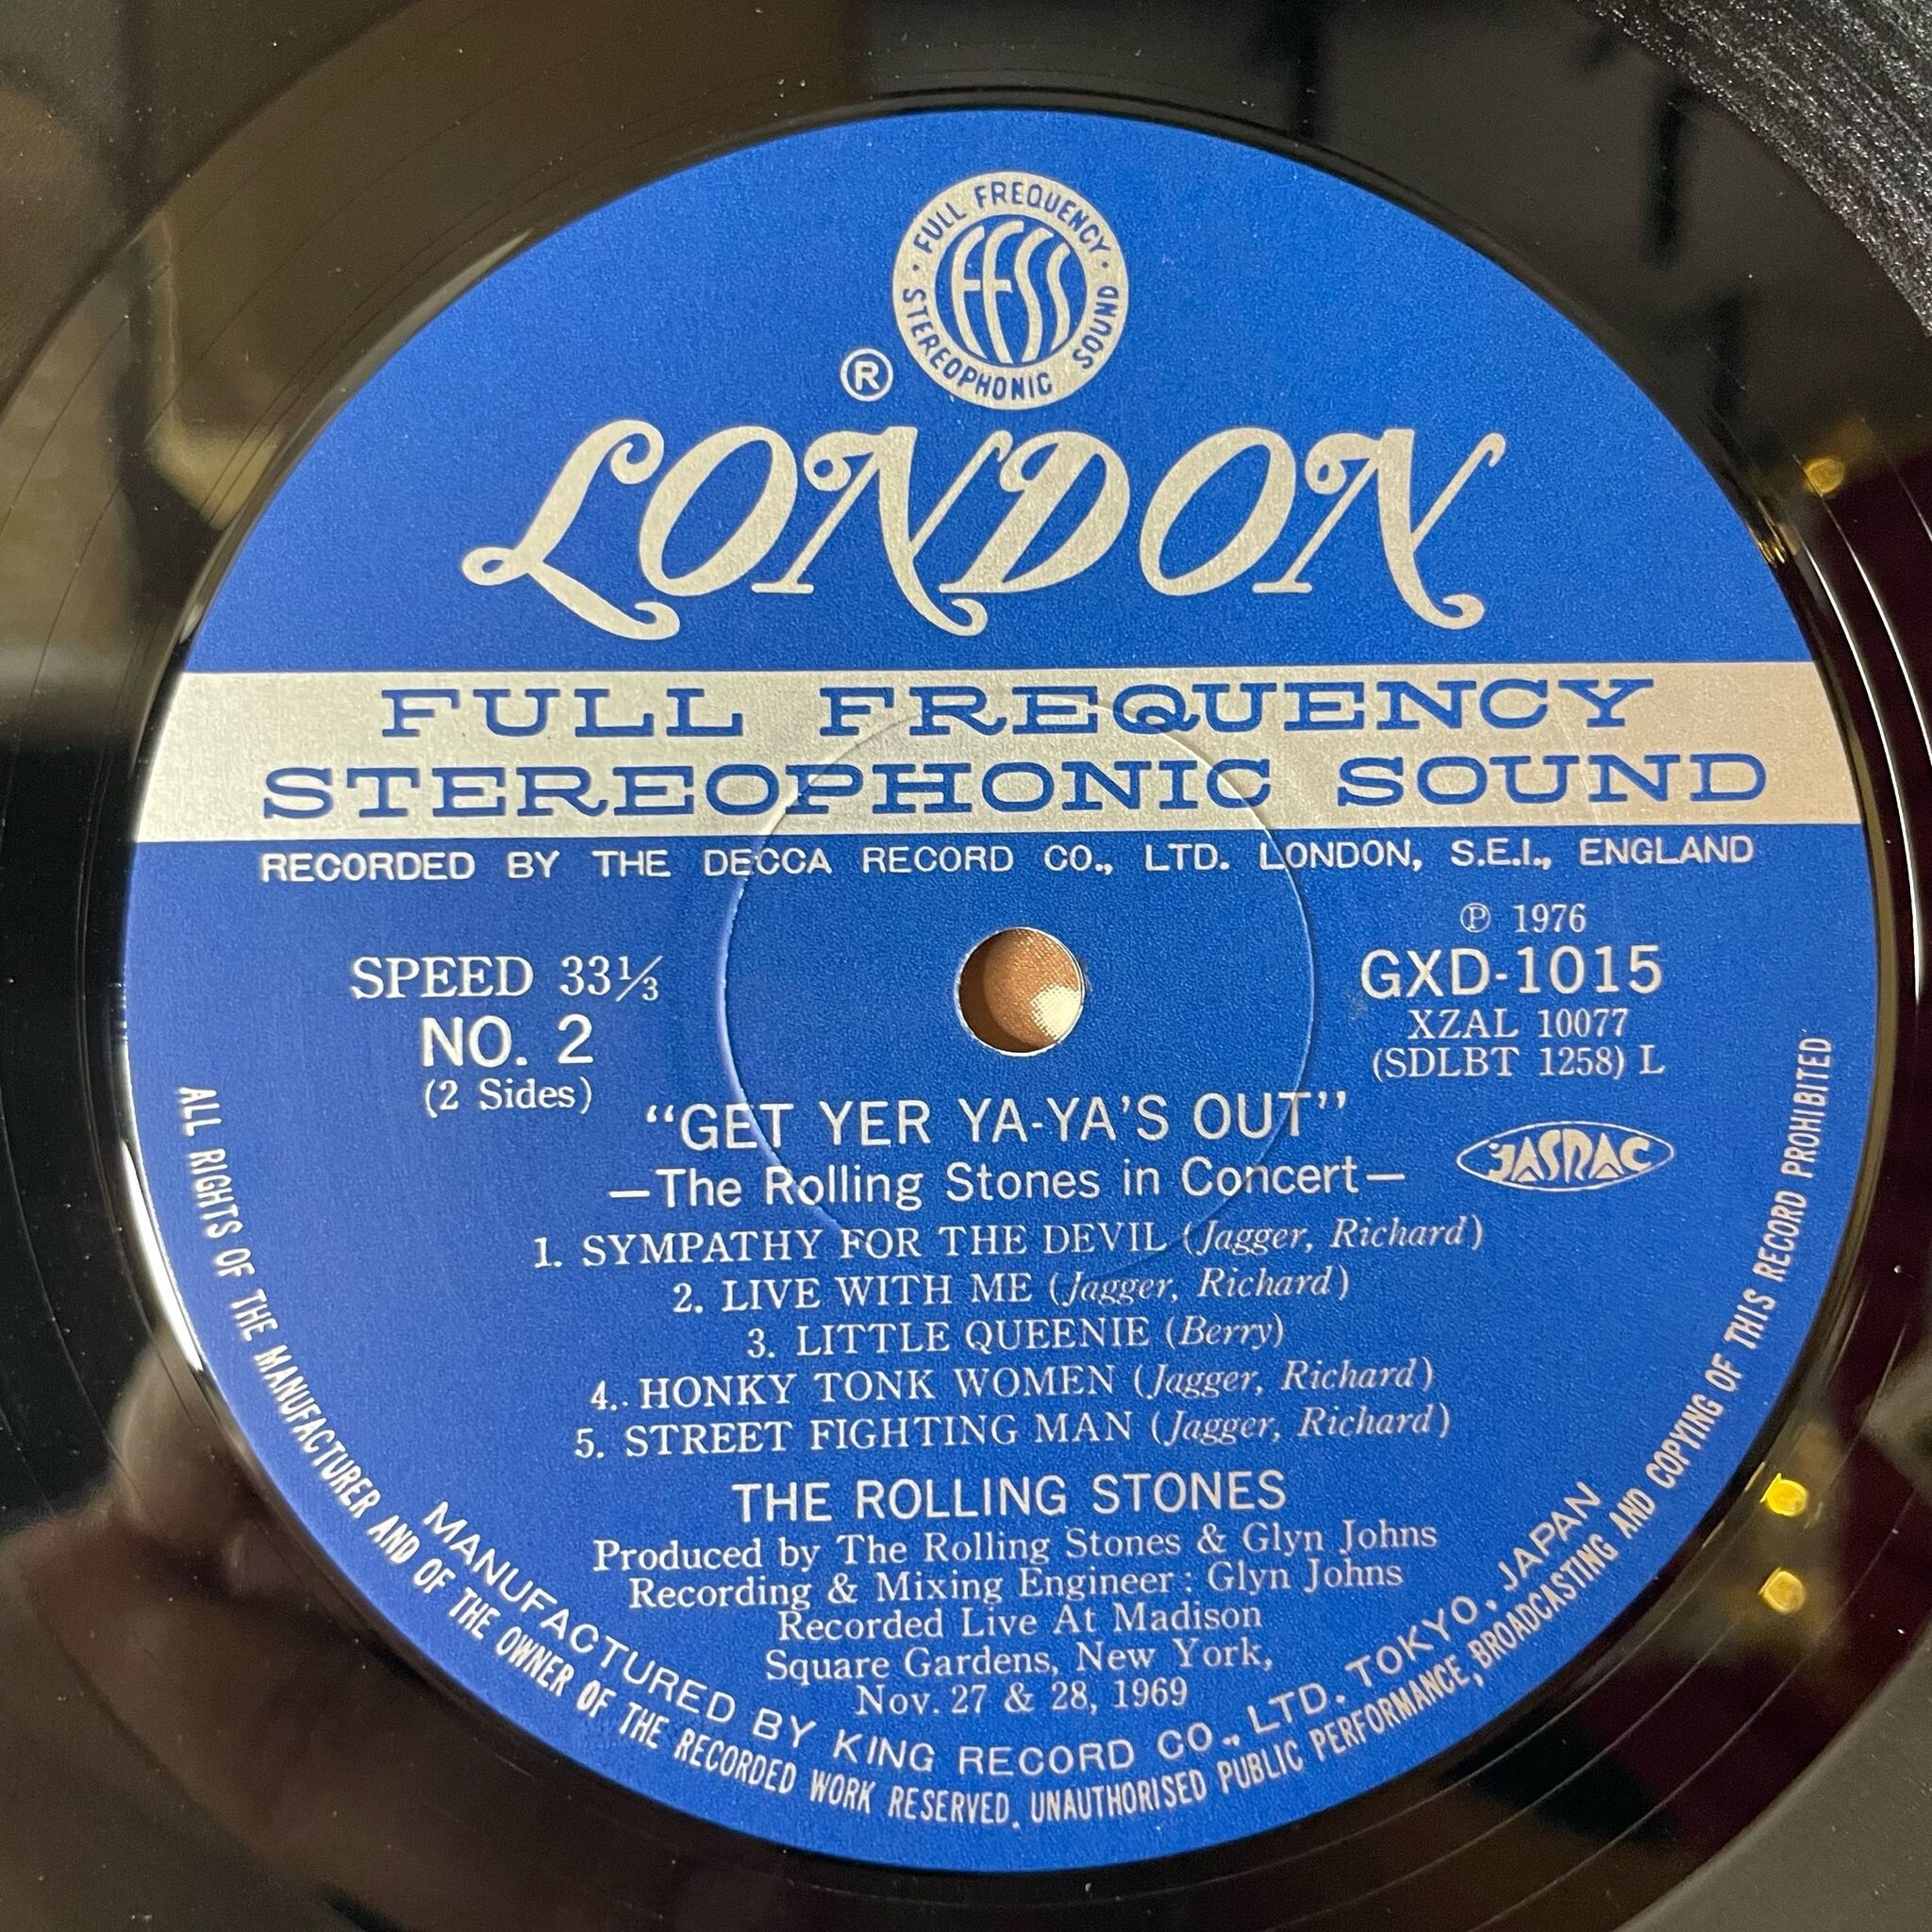 FULL FREQUENCY
STEREOPHONIC SOUND
FFSS
®
LONDON
FULL FREQUENCY
STEREOPHONIC SOUND
RECORDED BY THE DECCA RECORD CO., LTD. LONDON, S.E.I., ENGLAND
℗ 1976
SPEED 33⅓
GXD-1015
NO. 2
XZAL 10077
(2 Sides)
(SDLBT 1258) L
"GET YER YA-YA'S OUT"
—The Rolling Stones in Concert—
JASRAC
1. SYMPATHY FOR THE DEVIL (Jagger, Richard)
2. LIVE WITH ME (Jagger, Richard)
3. LITTLE QUEENIE (Berry)
4.. HONKY TONK WOMEN (Jagger, Richard)
5. STREET FIGHTING MAN (Jagger, Richard)
THE ROLLING STONES
Produced by The Rolling Stones & Glyn Johns
Recording & Mixing Engineer : Glyn Johns
Recorded Live At Madison
Square Gardens, New York,
Nov. 27 & 28, 1969
MANUFACTURED BY KING RECORD CO., LTD. TOKYO, JAPAN
ALL RIGHTS OF THE MANUFACTURER AND OF THE OWNER OF THE RECORDED WORK RESERVED. UNAUTHORISED PUBLIC PERFORMANCE, BROADCASTING AND COPYING OF THIS RECORD PROHIBITED